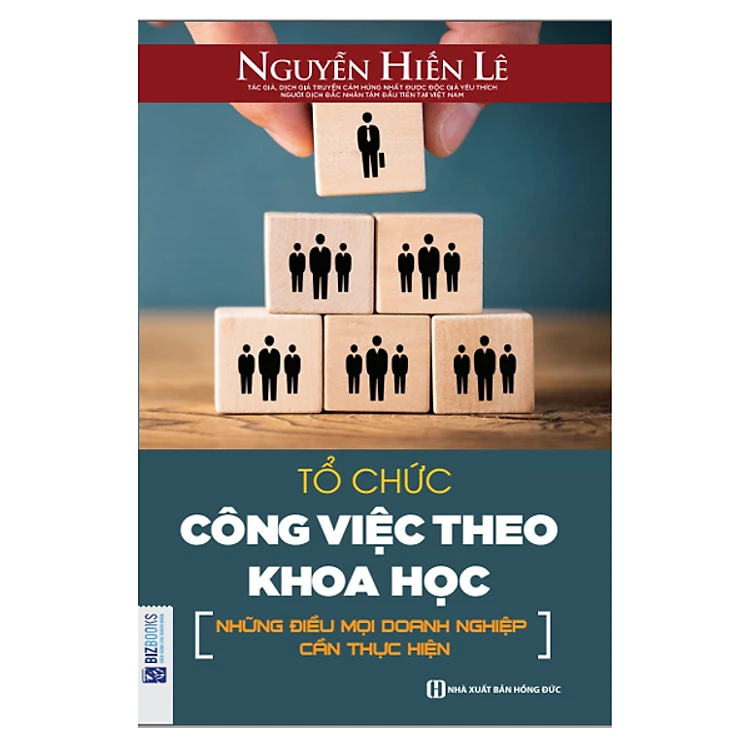 NGUYỄN HIẾN LÊ
TÁC GIẢ, DỊCH GIẢ TRUYỀN CẢM HỨNG NHẤT ĐƯỢC ĐỘC GIẢ YÊU THÍCH
NGƯỜI DỊCH ĐẮC NHÂN TÂM ĐẦU TIÊN TẠI VIỆT NAM
TỔ CHỨC
CÔNG VIỆC THEO
KHOA HỌC
NHỮNG ĐIỀU MỌI DOANH NGHIỆP
CẦN THỰC HIỆN
BIZBOOKS
NHÀ XUẤT BẢN HỒNG ĐỨC